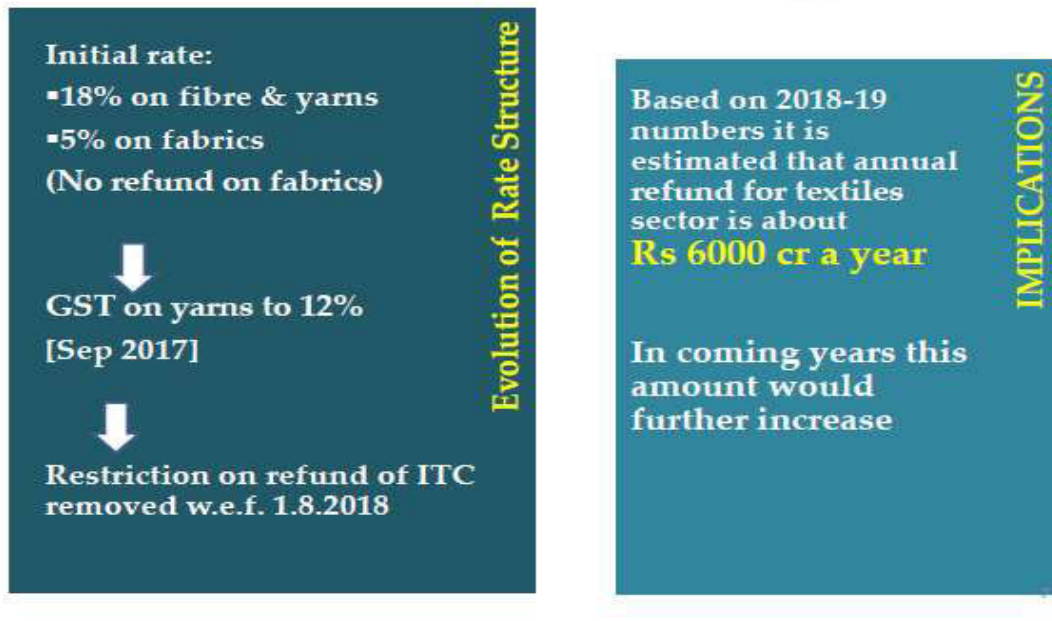 Initial rate:
▪18% on fibre & yarns
▪5% on fabrics
(No refund on fabrics)
GST on yarns to 12%
[Sep 2017]
Restriction on refund of ITC
removed w.e.f. 1.8.2018
Evolution of Rate Structure
Based on 2018-19
numbers it is
estimated that annual
refund for textiles
sector is about
Rs 6000 cr a year
In coming years this
amount would
further increase
IMPLICATIONS